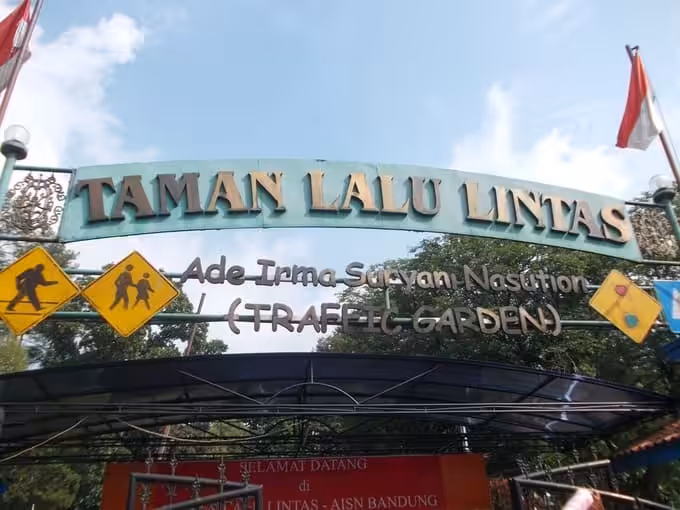 TAMAN LALU LINTAS
Ade Irma Suryani Nasution
(TRAFFIC GARDEN)
SELAMAT DATANG
di
LINTAS - AISN BANDUNG